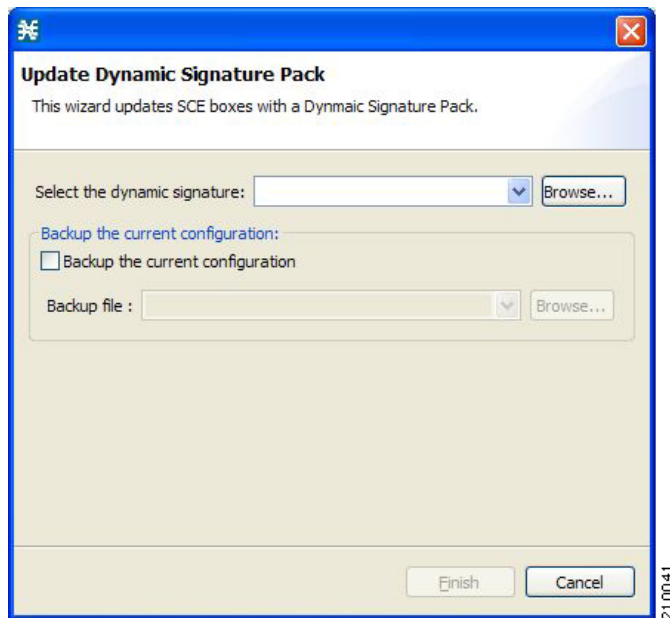 Update Dynamic Signature Pack
This wizard updates SCE boxes with a Dynmaic Signature Pack.
Select the dynamic signature:
Browse...
Backup the current configuration:
Backup the current configuration
Backup file :
Browse...
Finish
Cancel
210041